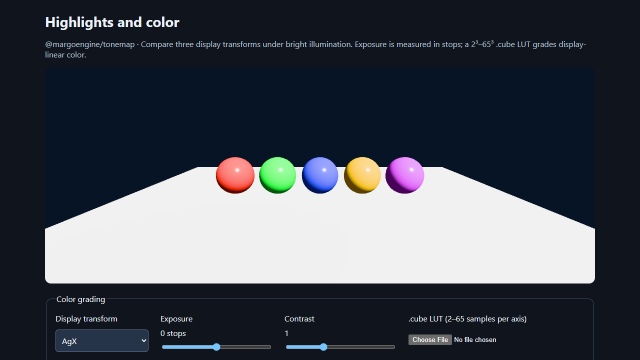 Highlights and color
@margoengine/tonemap · Compare three display transforms under bright illumination. Exposure is measured in stops; a 2³–65³ .cube LUT grades display-
linear color.
Color grading
Display transform
Exposure
Contrast
.cube LUT (2–65 samples per axis)
0 stops
1
AgX
Choose File No file chosen